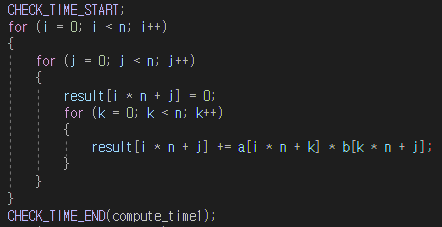 CHECK_TIME_START;
for (i = 0; i < n; i++)
{
for (j = 0; j < n; j++)
{
result[i * n + j] = 0;
for (k = 0; k < n; k++)
{
result[i * n + j] += a[i * n + k] * b[k * n + j];
}
}
}
CHECK_TIME_END(compute_time1);